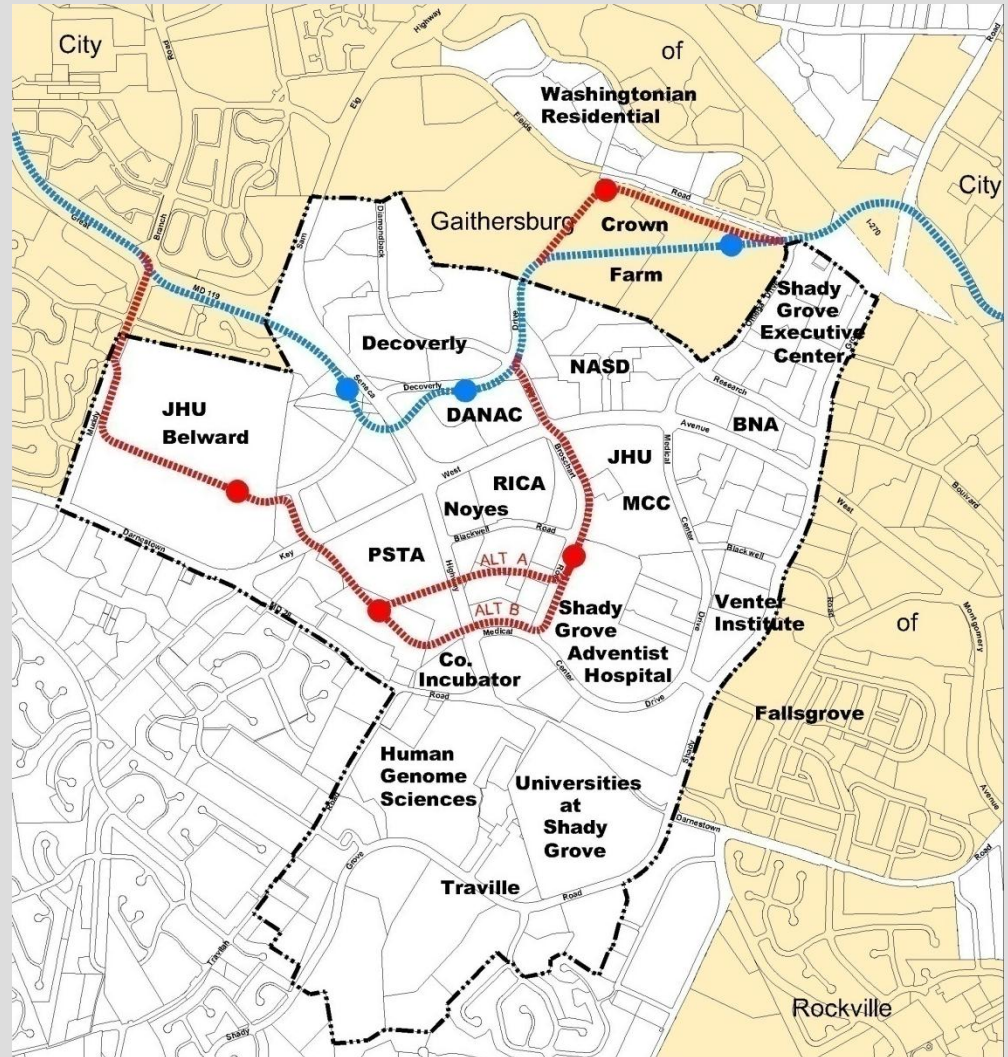 City
Road
Highway
of
Washingtonian
Residential
Fields
Road
City
Road
Elg
Great
Branch
Sam
Diamondback
Gaithersburg
Crown
Farm
I-270
MD 119
Drive
Shady
Grove
Executive
Center
Decoverly
NASD
Seneca
Decoverly
DANAC
Research
JHU
Belward
Muddy
Avenue
BNA
West
Broschart
JHU
Medical
RICA
MCC
Noyes
Blackwell
Road
Center
West
Bouivard
Darnestown
Key
PSTA
Highway
ALT A
Road
Blackwell
MD 28
ALT B
Medical
Shady
Grove
Adventist
Hospital
Drive
Venter
Institute
Road
of
Montgomery
Co.
Incubator
Road
Center
Drive
Fallsgrove
Shady
Human
Genome
Sciences
Universities
at
Shady
Grove
Road
Avenue
Darnestown
Road
Grove
Traville
Road
Travilah
Shady
Rockville